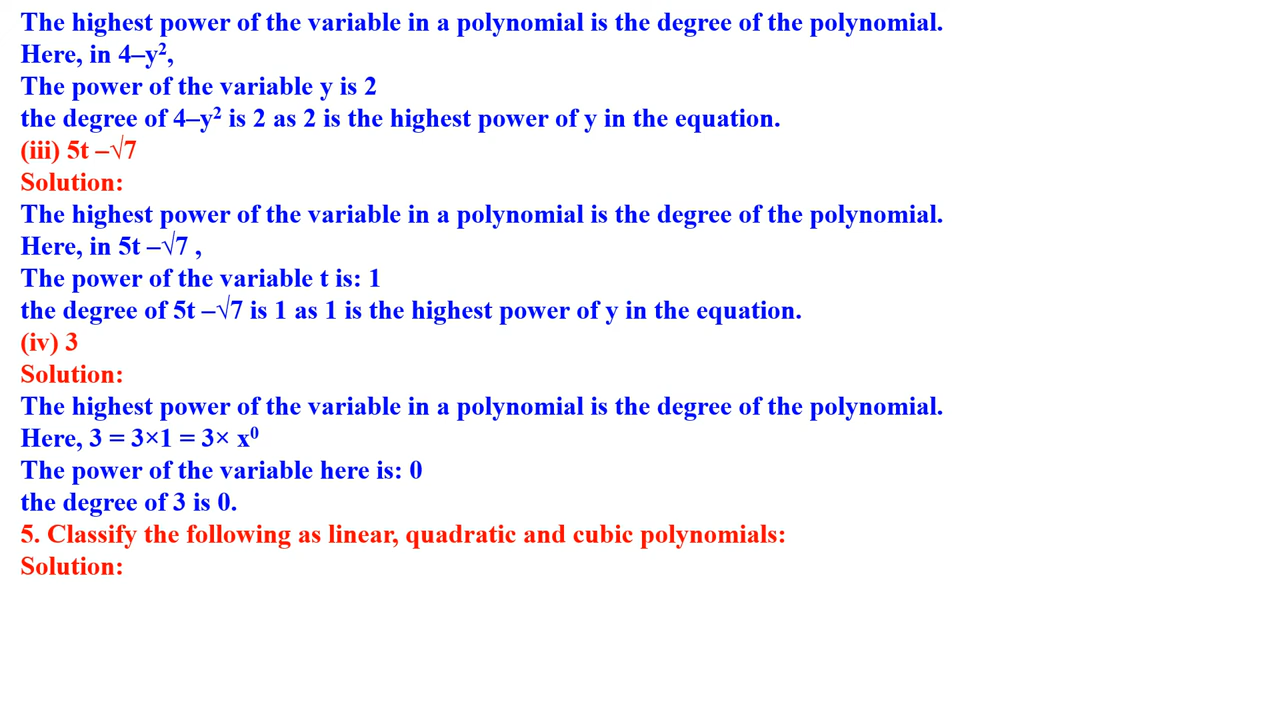 The highest power of the variable in a polynomial is the degree of the polynomial.
Here, in 4–y²,
The power of the variable y is 2
the degree of 4–y² is 2 as 2 is the highest power of y in the equation.
(iii) 5t –√7
Solution:
The highest power of the variable in a polynomial is the degree of the polynomial.
Here, in 5t –√7 ,
The power of the variable t is: 1
the degree of 5t –√7 is 1 as 1 is the highest power of y in the equation.
(iv) 3
Solution:
The highest power of the variable in a polynomial is the degree of the polynomial.
Here, 3 = 3×1 = 3× x⁰
The power of the variable here is: 0
the degree of 3 is 0.
5. Classify the following as linear, quadratic and cubic polynomials:
Solution: